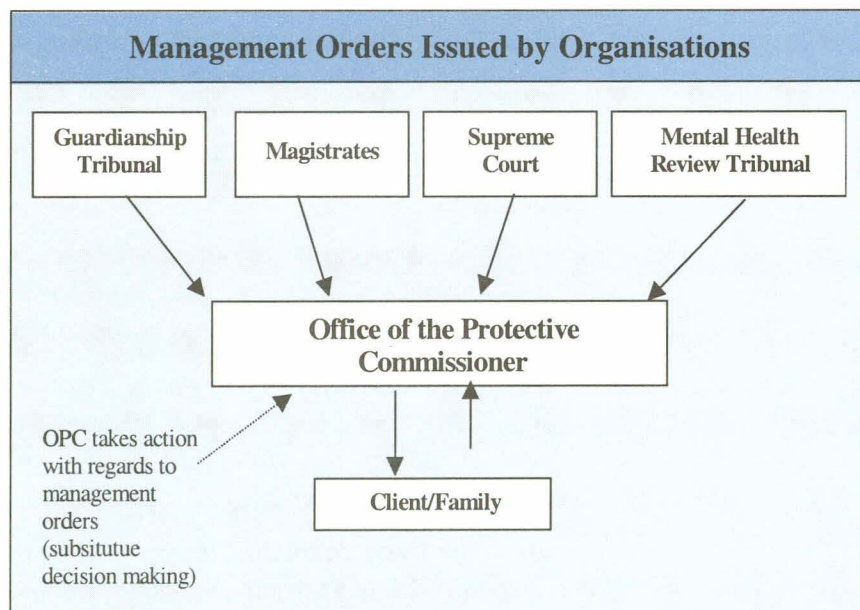 Management Orders Issued by Organisations
Guardianship
Tribunal
Magistrates
Supreme
Court
Mental Health
Review Tribunal
Office of the Protective
Commissioner
OPC takes action
with regards to
management
orders
(subsitutue
decision making)
Client/Family